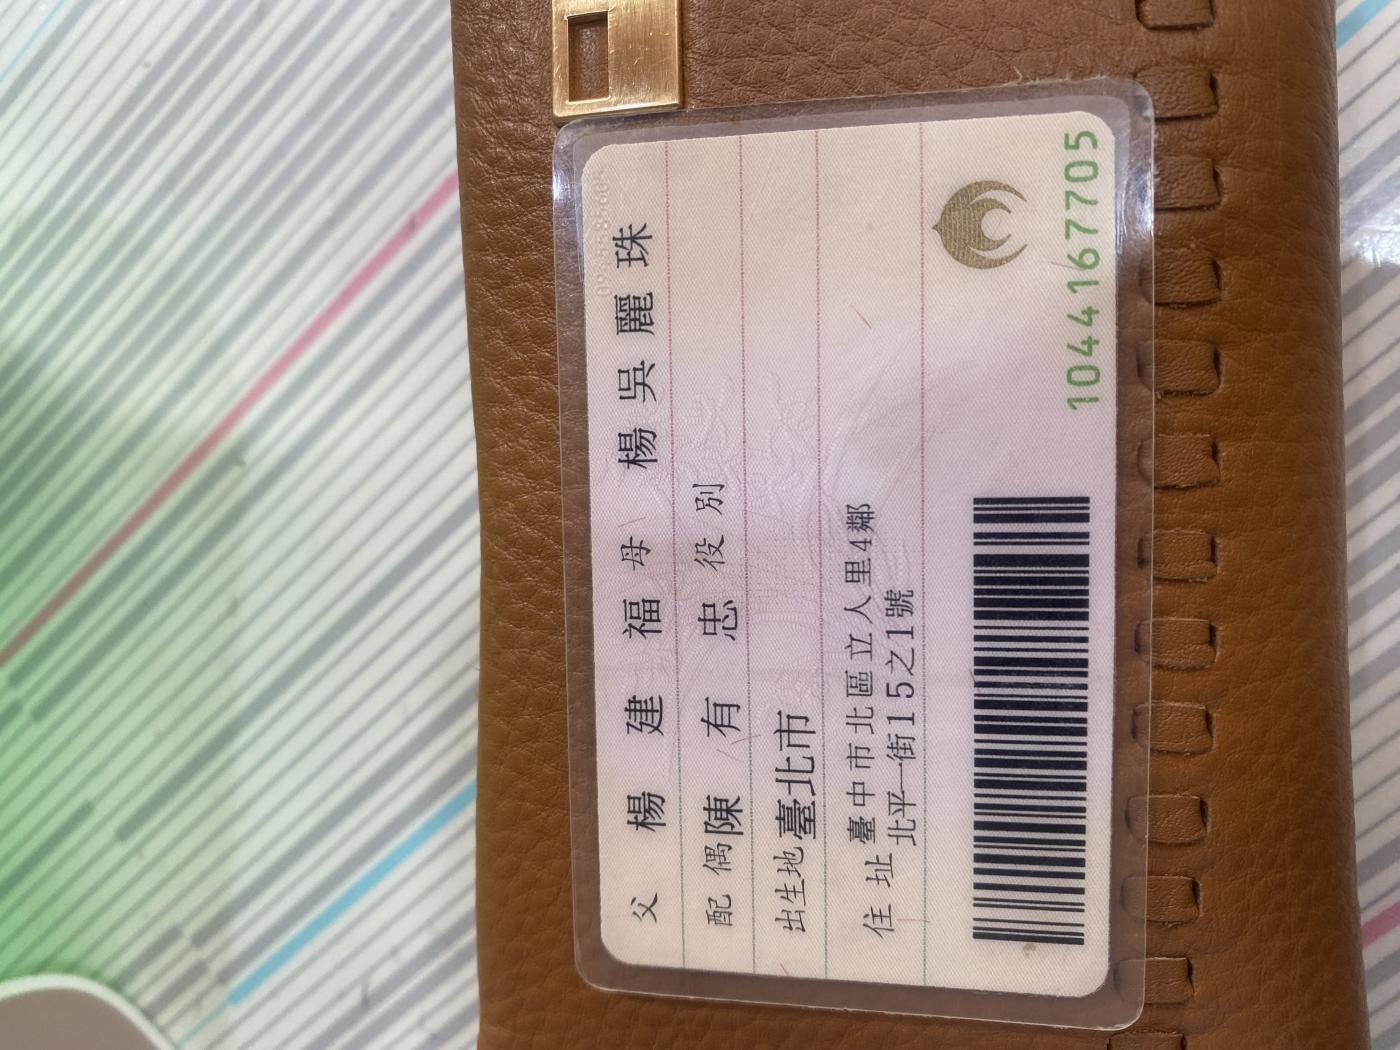 父 楊 建 福 母 楊 吳 麗 珠
配偶 陳 有 忠 役別
出生地 臺北市
住址 臺中市北區立人里4鄰
北平一街15之1號
1044167705